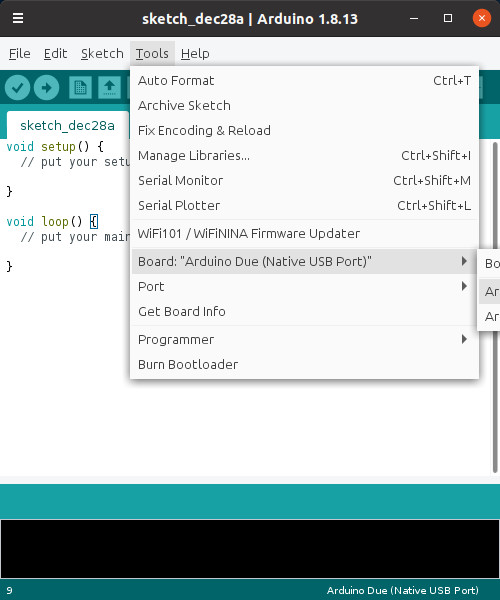 sketch_dec28a | Arduino 1.8.13
File Edit Sketch Tools Help
sketch_dec28a
void setup() {
// put your setu
}
void loop() {
// put your main
}
Auto Format Ctrl+T
Archive Sketch
Fix Encoding & Reload
Manage Libraries... Ctrl+Shift+I
Serial Monitor Ctrl+Shift+M
Serial Plotter Ctrl+Shift+L
WiFi101 / WiFiNINA Firmware Updater
Board: "Arduino Due (Native USB Port)"
Port
Get Board Info
Programmer
Burn Bootloader
Bo
Ar
Ar
9 Arduino Due (Native USB Port)